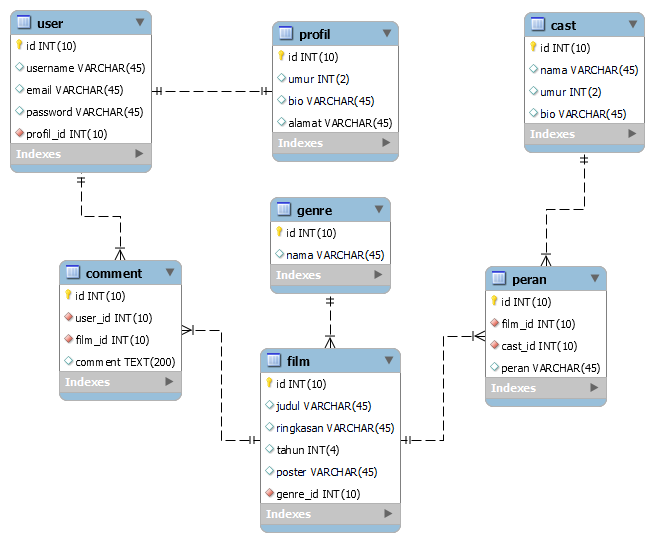 user
id INT(10)
username VARCHAR(45)
email VARCHAR(45)
password VARCHAR(45)
profil_id INT(10)
Indexes
profil
id INT(10)
umur INT(2)
bio VARCHAR(45)
alamat VARCHAR(45)
Indexes
cast
id INT(10)
nama VARCHAR(45)
umur INT(2)
bio VARCHAR(45)
Indexes
genre
id INT(10)
nama VARCHAR(45)
Indexes
comment
id INT(10)
user_id INT(10)
film_id INT(10)
comment TEXT(200)
Indexes
peran
id INT(10)
film_id INT(10)
cast_id INT(10)
peran VARCHAR(45)
Indexes
film
id INT(10)
judul VARCHAR(45)
ringkasan VARCHAR(45)
tahun INT(4)
poster VARCHAR(45)
genre_id INT(10)
Indexes